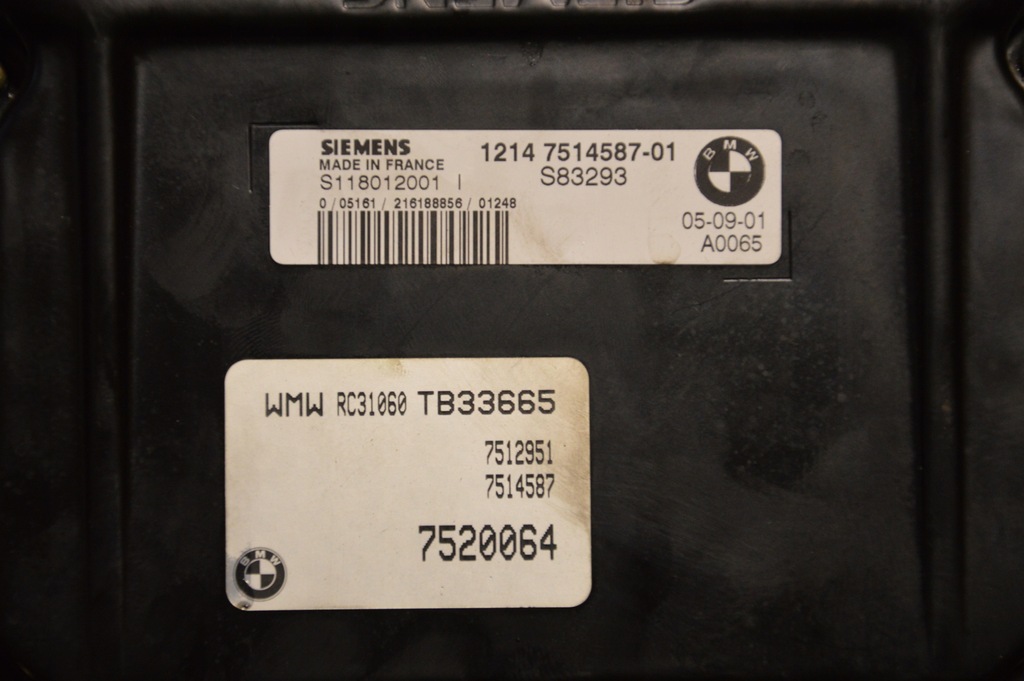 SIEMENS
SIEMENS
MADE IN FRANCE
S118012001 I
0/05161/216188856/01248
1214 7514587-01
S83293
BMW
05-09-01
A0065
WMW RC31060 TB33665
7512951
7514587
7520064
BMW